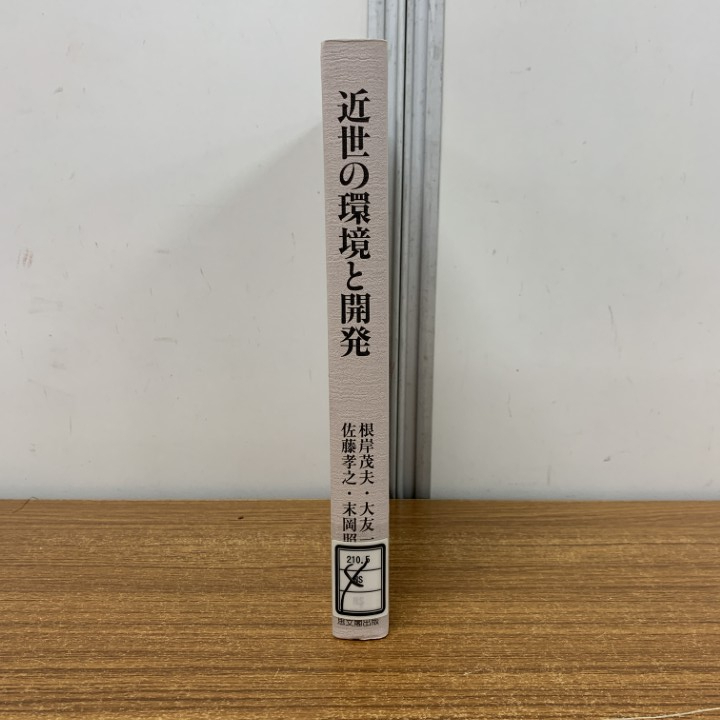 近世の環境と開発
根岸茂夫・大友一
佐藤孝之・末岡照
210.5
思文閣出版